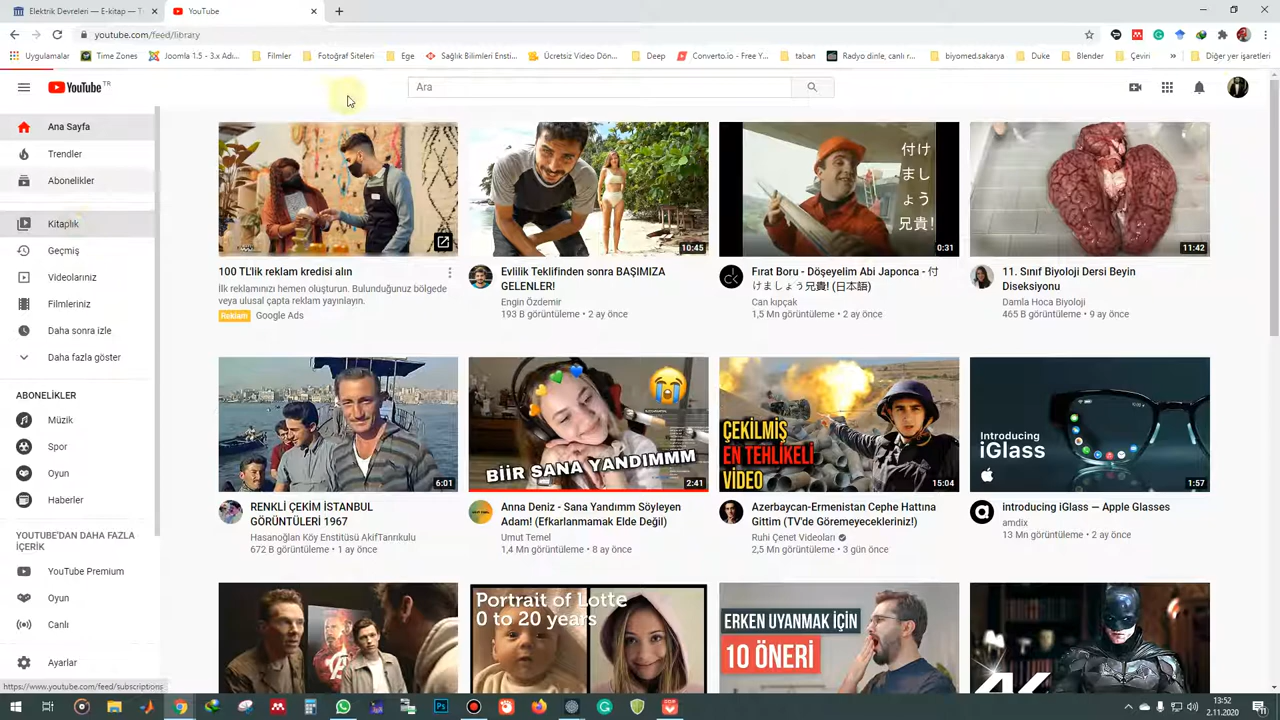 Elektrik Devreleri — E-kitap — T
YouTube
youtube.com/feed/library
Uygulamalar
Time Zones
Joomla 1.5 - 3.x Adı...
Filmler
Fotoğraf Siteleri
Ege
Sağlık Bilimleri Enstit...
Ücretsiz Video Dön...
Deep
Converto.io - Free Y...
taban
Radyo dinle, canlı r...
biyomed.sakarya
Duke
Blender
Çeviri
»
Diğer yer işaretleri
YouTube TR
Ara
Ana Sayfa
Trendler
Abonelikler
Kitaplık
Geçmiş
Videolarınız
Filmleriniz
Daha sonra izle
Daha fazla göster
ABONELİKLER
Müzik
Spor
Oyun
Haberler
YOUTUBE'DAN DAHA FAZLA
İÇERİK
YouTube Premium
Oyun
Canlı
Ayarlar
https://www.youtube.com/feed/subscriptions
100 TL'lik reklam kredisi alın
İlk reklamınızı hemen oluşturun. Bulunduğunuz bölgede
veya ulusal çapta reklam yayınlayın.
Reklam Google Ads
10:45
Evlilik Teklifinden sonra BAŞIMIZA
GELENLER!
Engin Özdemir
193 B görüntüleme • 2 ay önce
付け
まし
ょう
兄貴!
0:31
Fırat Boru - Döşeyelim Abi Japonca - 付
けましょう兄貴! (日本語)
Can kıpçak
1,5 Mn görüntüleme • 2 ay önce
11:42
11. Sınıf Biyoloji Dersi Beyin
Diseksiyonu
Damla Hoca Biyoloji
465 B görüntüleme • 9 ay önce
6:01
RENKLİ ÇEKİM İSTANBUL
GÖRÜNTÜLERİ 1967
Hasanoğlan Köy Enstitüsü AkifTanrıkulu
672 B görüntüleme • 1 ay önce
BİİR SANA YANDIMMM
2:41
Anna Deniz - Sana Yandım Söyleyen
Adam! (Efkarlanmamak Elde Değil)
Umut Temel
1,4 Mn görüntüleme • 8 ay önce
ÇEKİLMİŞ
EN TEHLİKELİ
VİDEO
15:04
Azerbaycan-Ermenistan Cephe Hattına
Gittim (TV'de Göremeyecekleriniz!)
Ruhi Çenet Videoları
2,5 Mn görüntüleme • 3 gün önce
Introducing
iGlass
1:57
introducing iGlass — Apple Glasses
amdix
13 Mn görüntüleme • 2 ay önce
Portrait of Lotte
0 to 20 years
ERKEN UYANMAK İÇİN
10 ÖNERİ
4K
13:52
2.11.2020